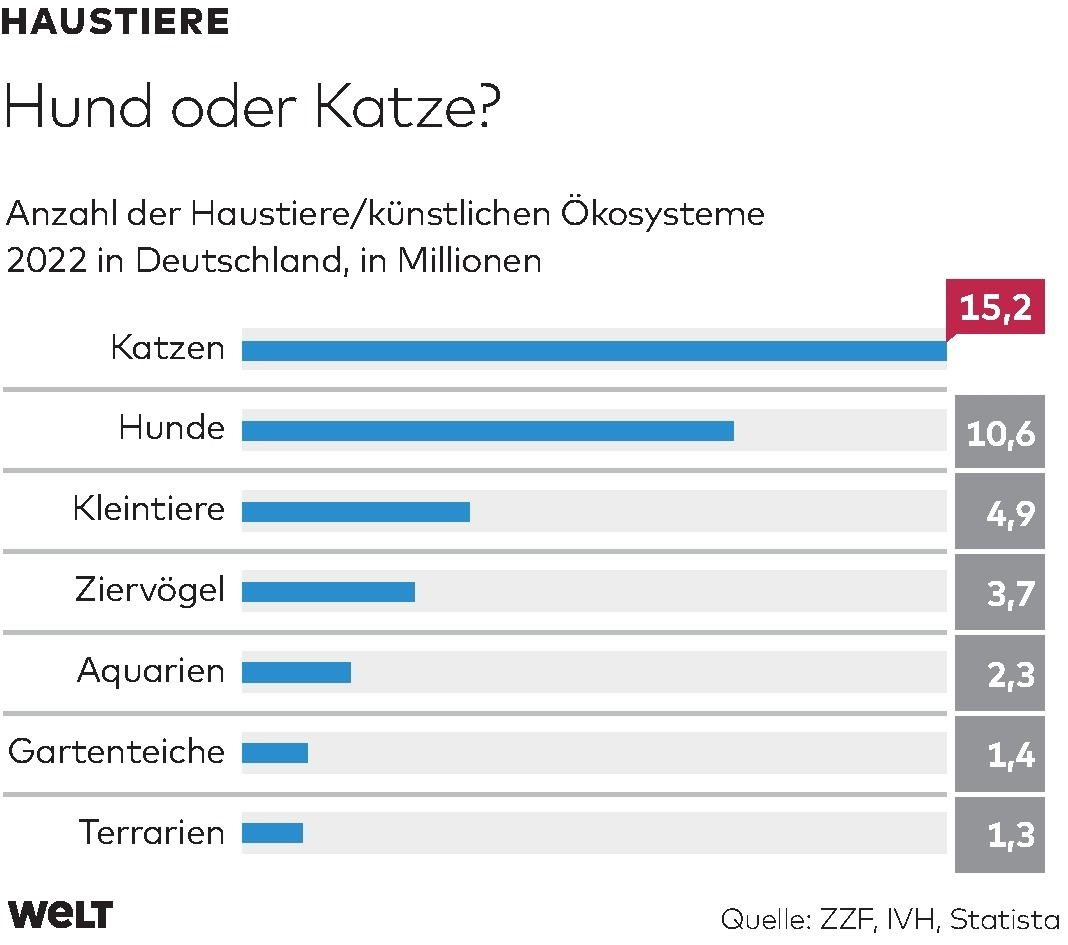 HAUSTIERE
Hund oder Katze?
Anzahl der Haustiere/künstlichen Ökosysteme
2022 in Deutschland, in Millionen
Katzen 15,2
Hunde 10,6
Kleintiere 4,9
Ziervögel 3,7
Aquarien 2,3
Gartenteiche 1,4
Terrarien 1,3
WELT Quelle: ZZF, IVH, Statista